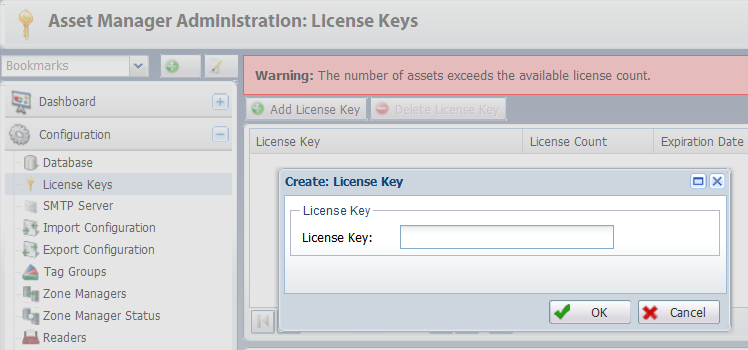 Asset Manager Administration: License Keys
Bookmarks
Warning: The number of assets exceeds the available license count.
Dashboard
Add License Key
Delete License Key
Configuration
License Key
License Count
Expiration Date
Database
License Keys
SMTP Server
Import Configuration
Export Configuration
Tag Groups
Zone Managers
Zone Manager Status
Readers
Create: License Key
License Key
License Key:
OK
Cancel